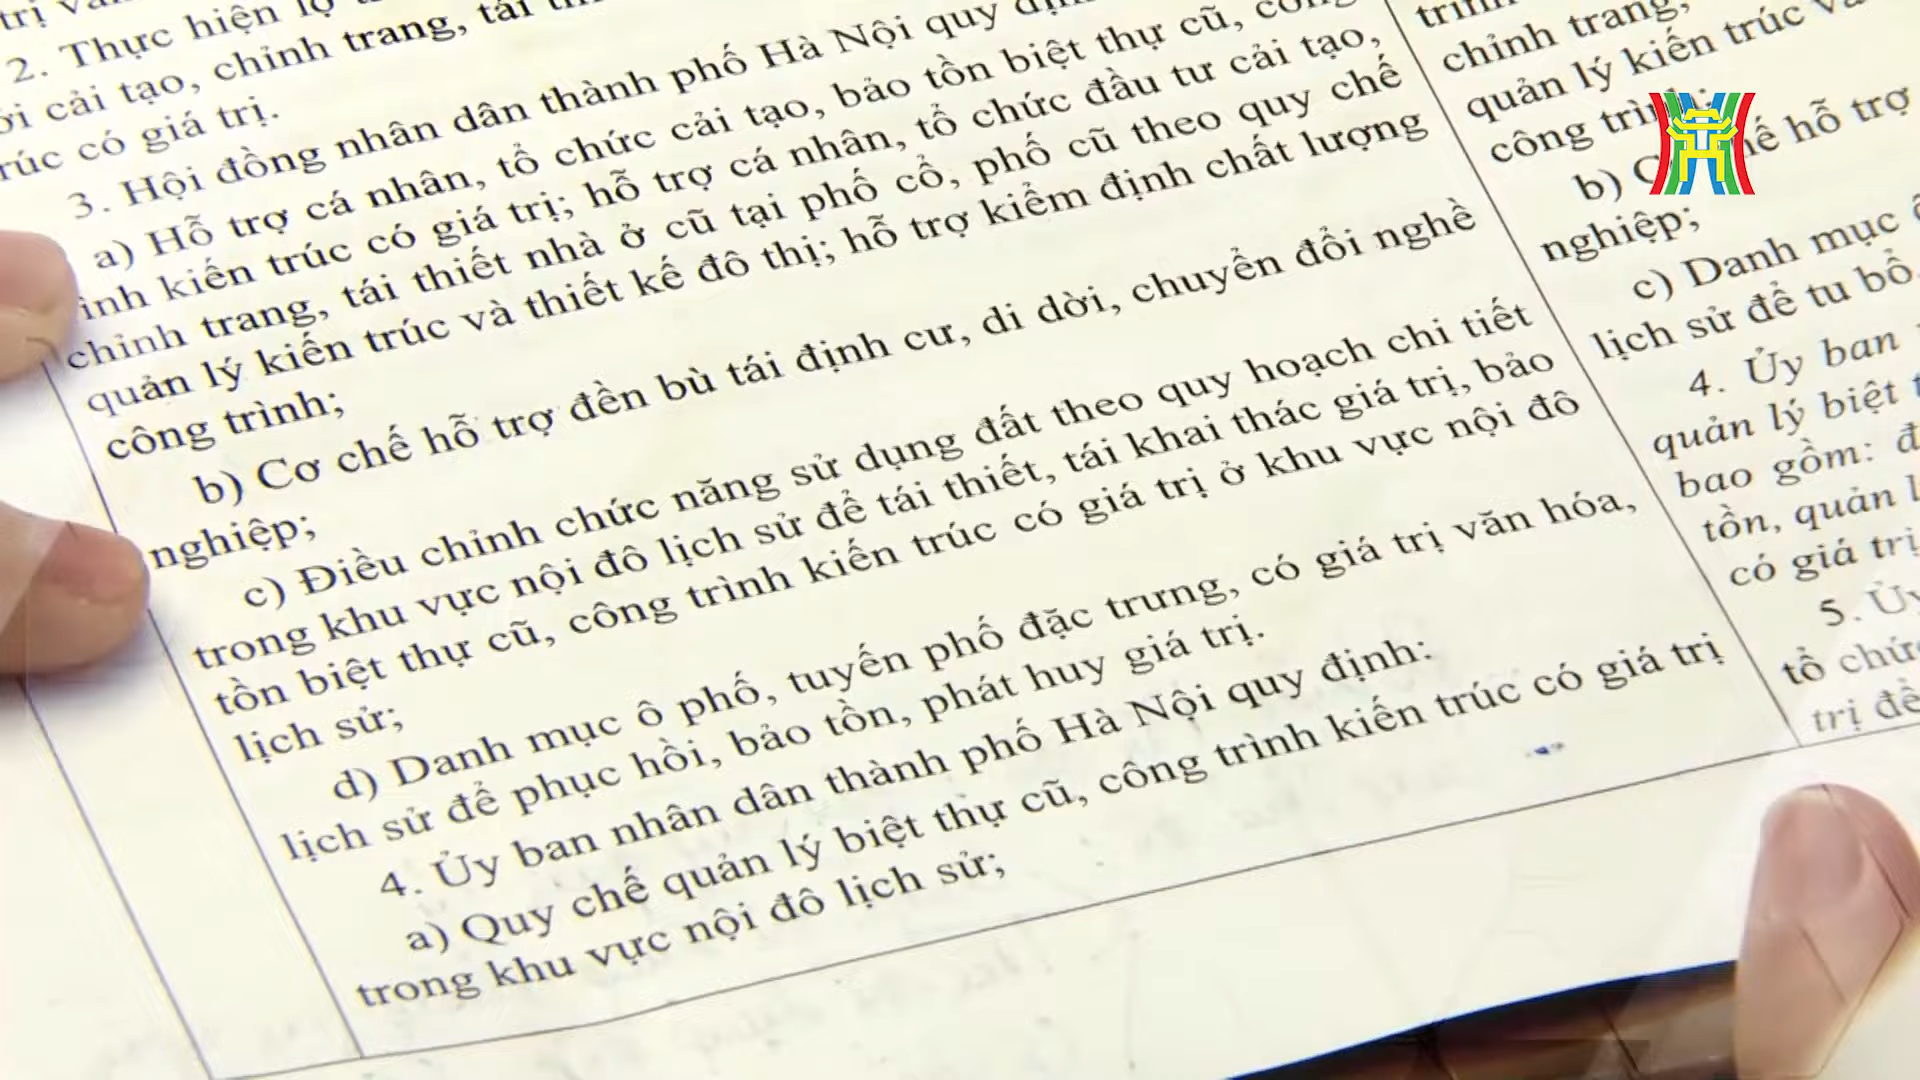 2. Thực hiện
cải tạo, chỉnh trang, tái
trúc có giá trị.
3. Hội đồng nhân dân thành phố Hà Nội quy
a) Hỗ trợ cá nhân, tổ chức cải tạo, bảo tồn biệt thự cũ,
kiến trúc có giá trị; hỗ trợ cá nhân, tổ chức đầu tư cải tạo,
chỉnh trang, tái thiết nhà ở cũ tại phố cổ, phố cũ theo quy chế
quản lý kiến trúc và thiết kế đô thị; hỗ trợ kiểm định chất lượng
công trình;
b) Cơ chế hỗ trợ đền bù tái định cư, di dời, chuyển đổi nghề
nghiệp;
c) Điều chỉnh chức năng sử dụng đất theo quy hoạch chi tiết
trong khu vực nội đô lịch sử để tái thiết, tái khai thác giá trị, bảo
tồn biệt thự cũ, công trình kiến trúc có giá trị ở khu vực nội đô
lịch sử;
d) Danh mục ô phố, tuyến phố đặc trưng, có giá trị văn hóa,
lịch sử để phục hồi, bảo tồn, phát huy giá trị.
4. Ủy ban nhân dân thành phố Hà Nội quy định:
a) Quy chế quản lý biệt thự cũ, công trình kiến trúc có giá trị
trong khu vực nội đô lịch sử;
chỉnh trang,
quản lý kiến trúc
công
b) hỗ trợ
nghiệp;
c) Danh mục
lịch sử để tu bổ
4. Ủy ban
quản lý biệt
bao gồm:
tồn, quản
có giá trị
5.
tổ
trị